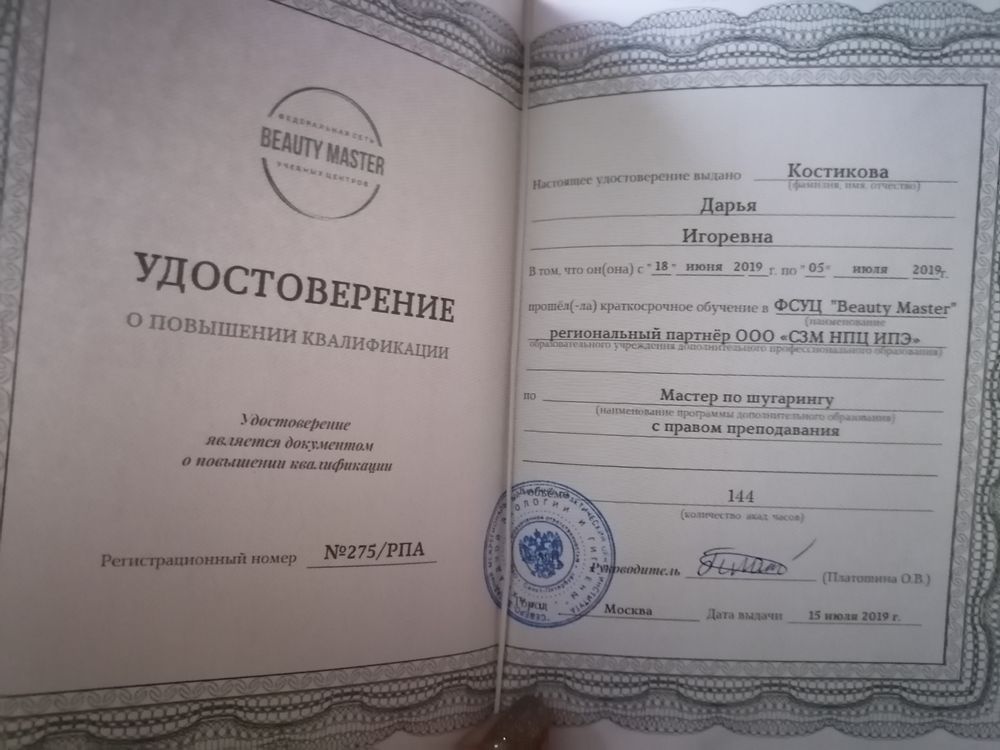 ФЕДЕРАЛЬНАЯ СЕТЬ
BEAUTY MASTER
УЧЕБНЫХ ЦЕНТРОВ
УДОСТОВЕРЕНИЕ
О ПОВЫШЕНИИ КВАЛИФИКАЦИИ
Удостоверение
является документом
о повышении квалификации
Регистрационный номер №275/РПА
Настоящее удостоверение выдано Костикова
(фамилия, имя, отчество)
Дарья
Игоревна
В том, что он(она) с "18" июня 2019 г. по "05" июля 2019г.
прошёл(-ла) краткосрочное обучение в ФСУЦ "Beauty Master"
(наименование
региональный партнёр ООО «СЗМ НПЦ ИПЭ»
образовательного учреждения дополнительного профессионального образования)
по Мастер по шугарингу
(наименование программы дополнительного образования)
с правом преподавания
144
(количество акад. часов)
Руководитель (Платошина О.В.)
Город Москва Дата выдачи 15 июля 2019 г.